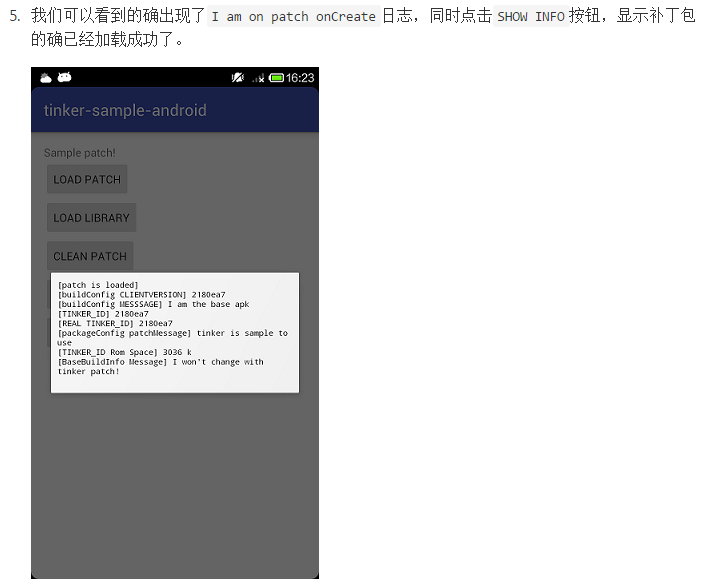 5. 我们可以看到的确出现了 I am on patch onCreate 日志，同时点击 SHOW INFO 按钮，显示补丁包
的确已经加载成功了。
16:23
tinker-sample-android
Sample patch!
LOAD PATCH
LOAD LIBRARY
CLEAN PATCH
[patch is loaded]
[buildConfig CLIENTVERSION] 2180ea7
[buildConfig MESSSAGE] I am the base apk
[TINKER_ID] 2180ea7
[REAL TINKER_ID] 2180ea7
[packageConfig patchMessage] tinker is sample to
use
[TINKER_ID Rom Space] 3036 k
[BaseBuildInfo Message] I won't change with
tinker patch!